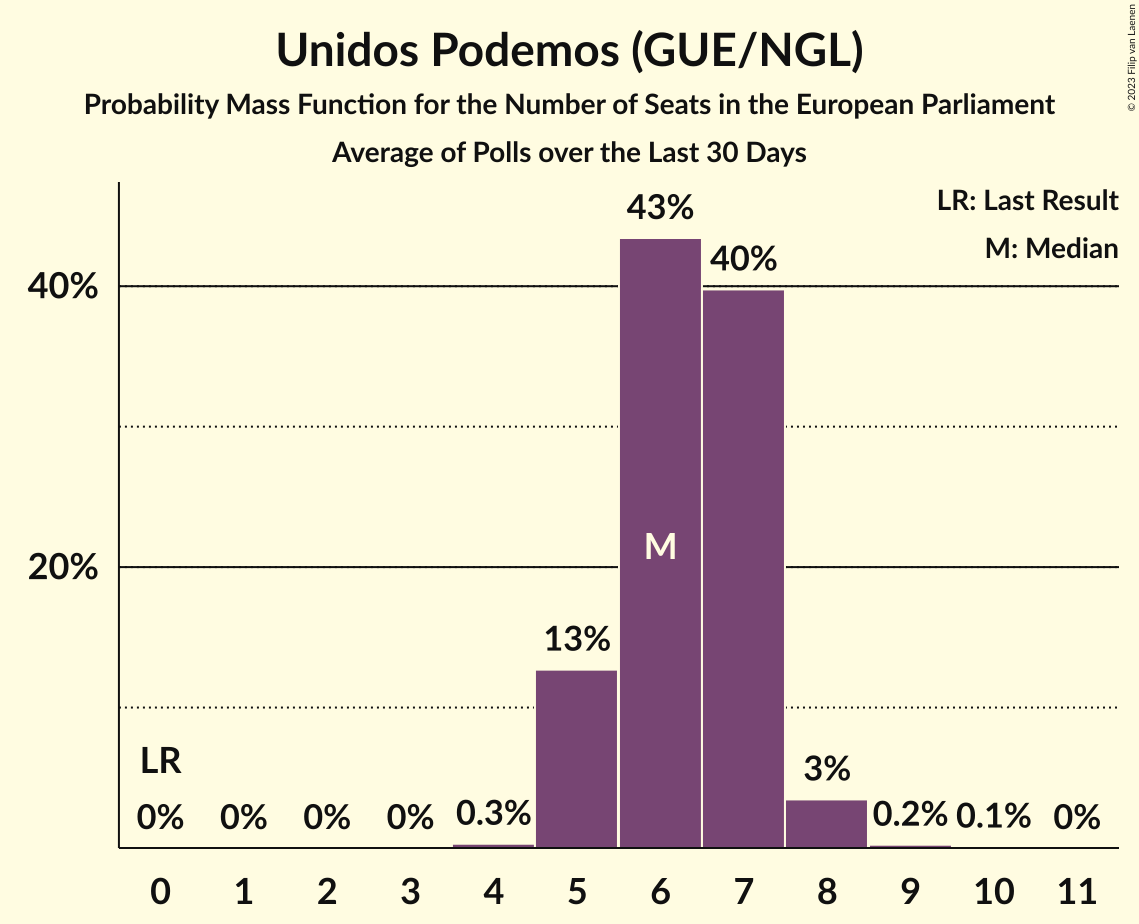 Unidos Podemos (GUE/NGL)
Probability Mass Function for the Number of Seats in the European Parliament
Average of Polls over the Last 30 Days
© 2023 Filip van Laenen
LR: Last Result
M: Median
43%
40%
40%
M
20%
13%
LR
3%
0% 0% 0% 0% 0.3% 0.2% 0.1% 0%
0 1 2 3 4 5 6 7 8 9 10 11